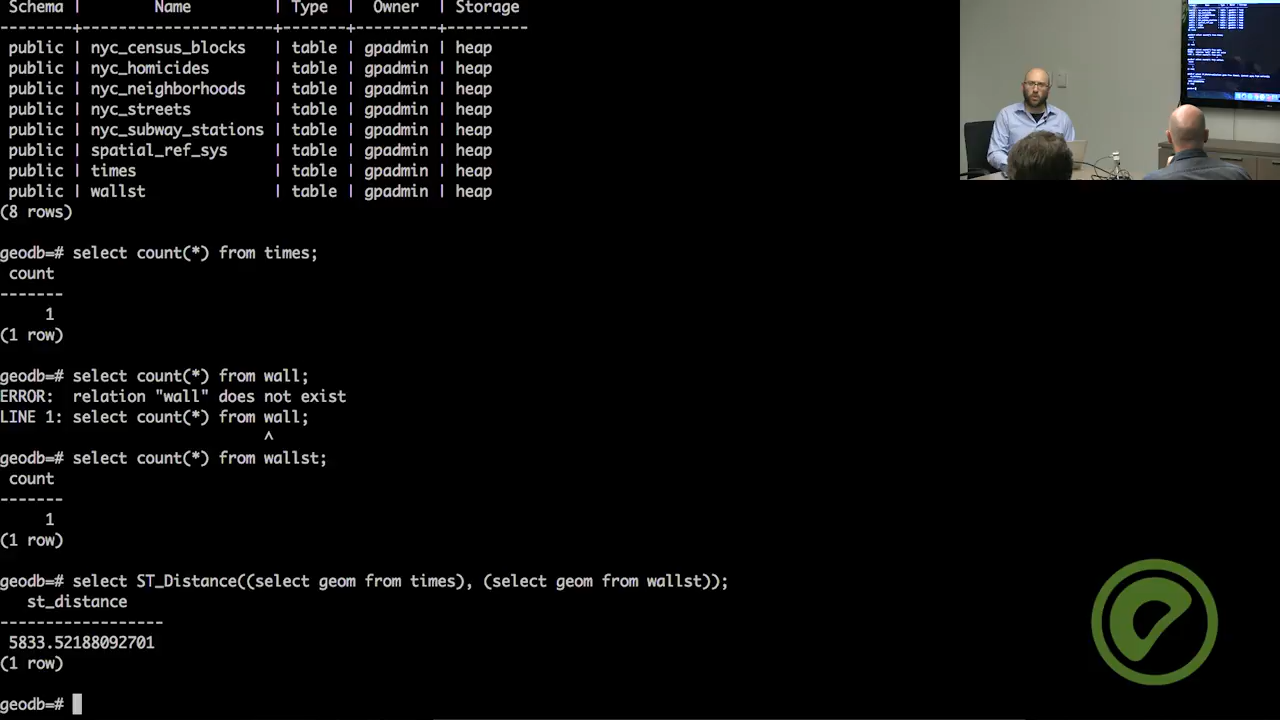 Schema | Name | Type | Owner | Storage
--------+---------------------+-------+---------+---------
public | nyc_census_blocks | table | gpadmin | heap
public | nyc_homicides | table | gpadmin | heap
public | nyc_neighborhoods | table | gpadmin | heap
public | nyc_streets | table | gpadmin | heap
public | nyc_subway_stations | table | gpadmin | heap
public | spatial_ref_sys | table | gpadmin | heap
public | times | table | gpadmin | heap
public | wallst | table | gpadmin | heap
(8 rows)
geodb=# select count(*) from times;
count
-------
1
(1 row)
geodb=# select count(*) from wall;
ERROR: relation "wall" does not exist
LINE 1: select count(*) from wall;
^
geodb=# select count(*) from wallst;
count
-------
1
(1 row)
geodb=# select ST_Distance((select geom from times), (select geom from wallst));
st_distance
------------------
5833.52188092701
(1 row)
geodb=#